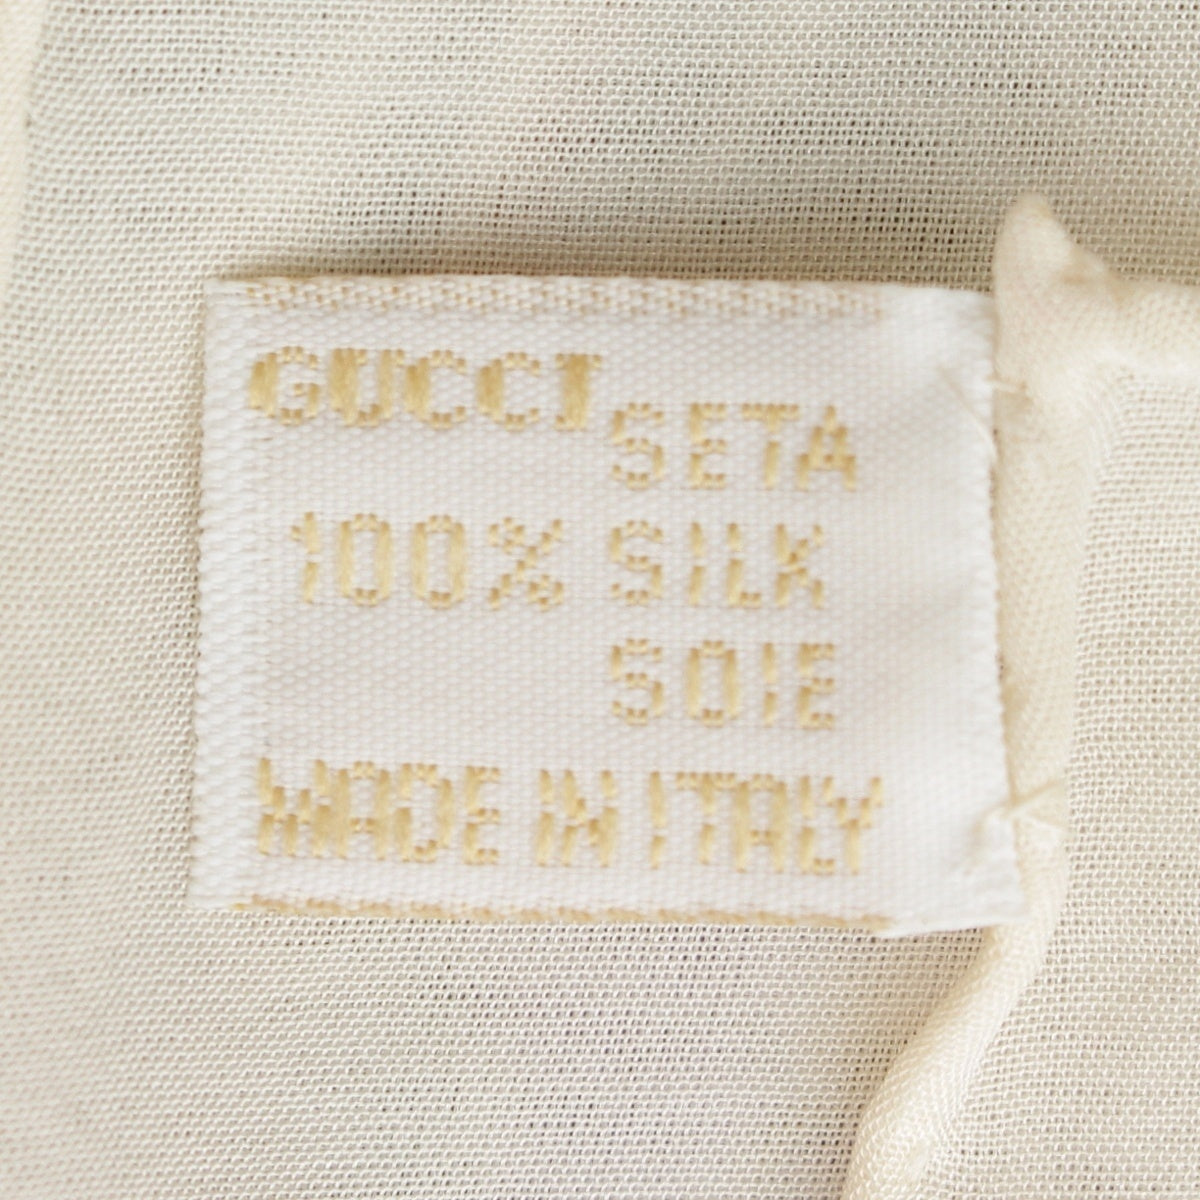 GUCCI
SETA
100% SILK
SOIE
MADE IN ITALY